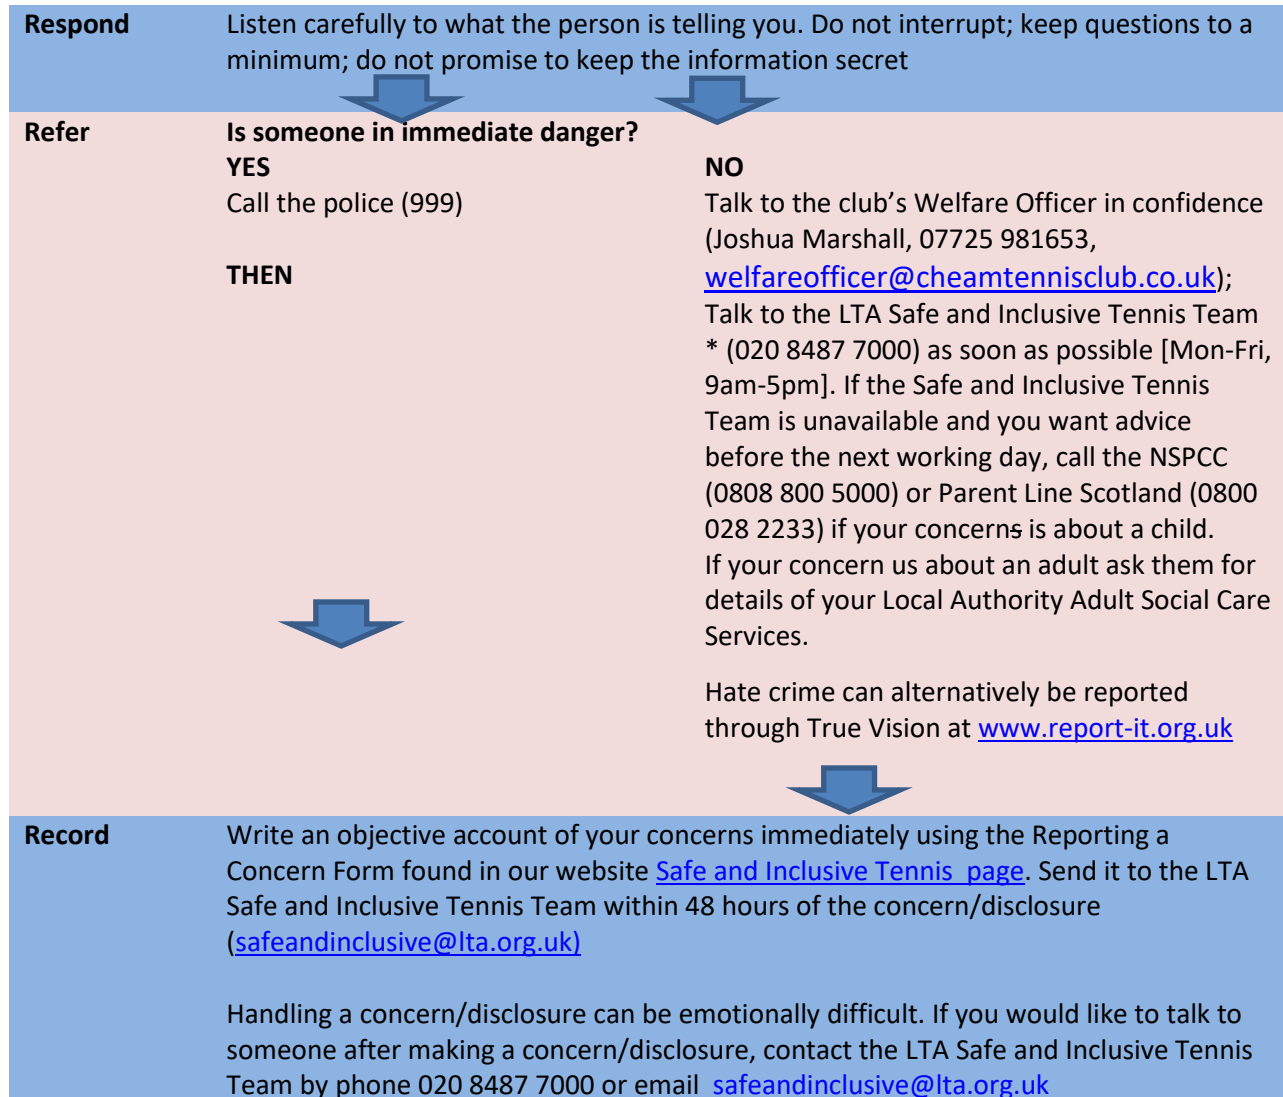 Respond
Listen carefully to what the person is telling you. Do not interrupt; keep questions to a
minimum; do not promise to keep the information secret
Refer
Is someone in immediate danger?
YES
Call the police (999)
THEN
NO
Talk to the club's Welfare Officer in confidence
(Joshua Marshall, 07725 981653,
welfareofficer@cheamtennisclub.co.uk);
Talk to the LTA Safe and Inclusive Tennis Team
* (020 8487 7000) as soon as possible [Mon-Fri,
9am-5pm]. If the Safe and Inclusive Tennis
Team is unavailable and you want advice
before the next working day, call the NSPCC
(0808 800 5000) or Parent Line Scotland (0800
028 2233) if your concerns is about a child.
If your concern us about an adult ask them for
details of your Local Authority Adult Social Care
Services.
Hate crime can alternatively be reported
through True Vision at www.report-it.org.uk
Record
Write an objective account of your concerns immediately using the Reporting a
Concern Form found in our website Safe and Inclusive Tennis  page. Send it to the LTA
Safe and Inclusive Tennis Team within 48 hours of the concern/disclosure
(safeandinclusive@lta.org.uk)
Handling a concern/disclosure can be emotionally difficult. If you would like to talk to
someone after making a concern/disclosure, contact the LTA Safe and Inclusive Tennis
Team by phone 020 8487 7000 or email  safeandinclusive@lta.org.uk